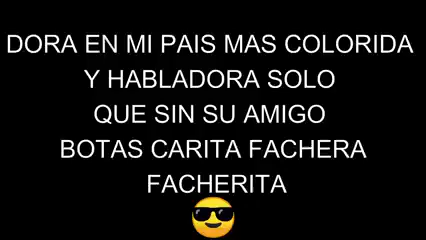 DORA EN MI PAIS MAS COLORIDA
Y HABLADORA SOLO
QUE SIN SU AMIGO
BOTAS CARITA FACHERA
FACHERITA
😎